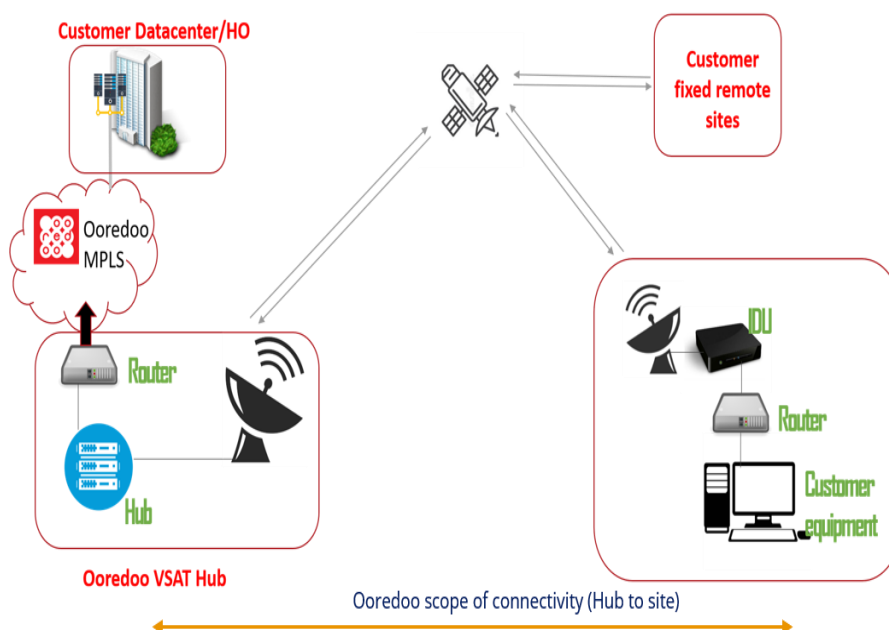 Customer Datacenter/HO
Customer
fixed remote
sites
Ooredoo
MPLS
IDU
Router
Router
Customer
equipment
Hub
Ooredoo VSAT Hub
Ooredoo scope of connectivity (Hub to site)